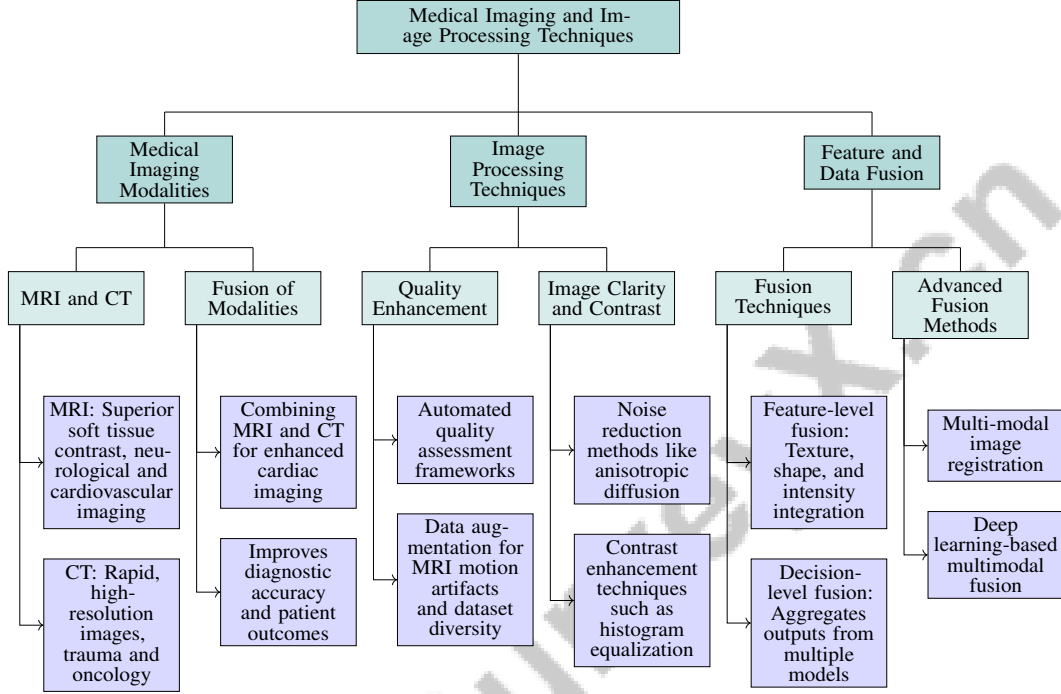 Medical Imaging and Im-
age Processing Techniques
Medical
Imaging
Modalities
Image
Processing
Techniques
Feature and
Data Fusion
MRI and CT
Fusion of
Modalities
Quality
Enhancement
Image Clarity
and Contrast
Fusion
Techniques
Advanced
Fusion
Methods
MRI: Superior
soft tissue
contrast, neu-
rological and
cardiovascular
imaging
CT: Rapid,
high-
resolution
images,
trauma and
oncology
Combining
MRI and CT
for enhanced
cardiac
imaging
Improves
diagnostic
accuracy
and patient
outcomes
Automated
quality
assessment
frameworks
Data aug-
mentation for
MRI motion
artifacts
and dataset
diversity
Noise
reduction
methods like
anisotropic
diffusion
Contrast
enhancement
techniques
such as
histogram
equalization
Feature-level
fusion:
Texture,
shape, and
intensity
integration
Decision-
level fusion:
Aggregates
outputs from
multiple
models
Multi-modal
image
registration
Deep
learning-based
multimodal
fusion